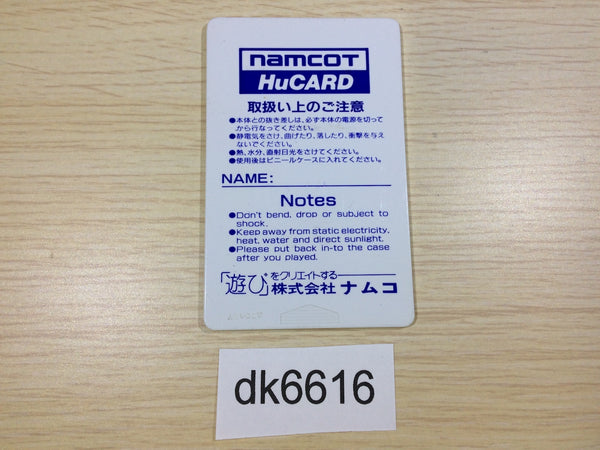 namcot
HuCARD
取扱い上のご注意
●本体との抜き差しは、必ず本体の電源を切って
から行なってください。
●静電気をさけ、曲げたり、落したり、衝撃を与え
ないでください。
●熱、水分、直射日光をさけてください。
●使用後はビニールケースに入れてください。
NAME:
Notes
●Don't bend, drop or subject to
shock.
●Keep away from static electricity,
heat, water and direct sunlight.
●Please put back in-to the case
after you played.
「遊び」をクリエイトする
株式会社 ナムコ
dk6616